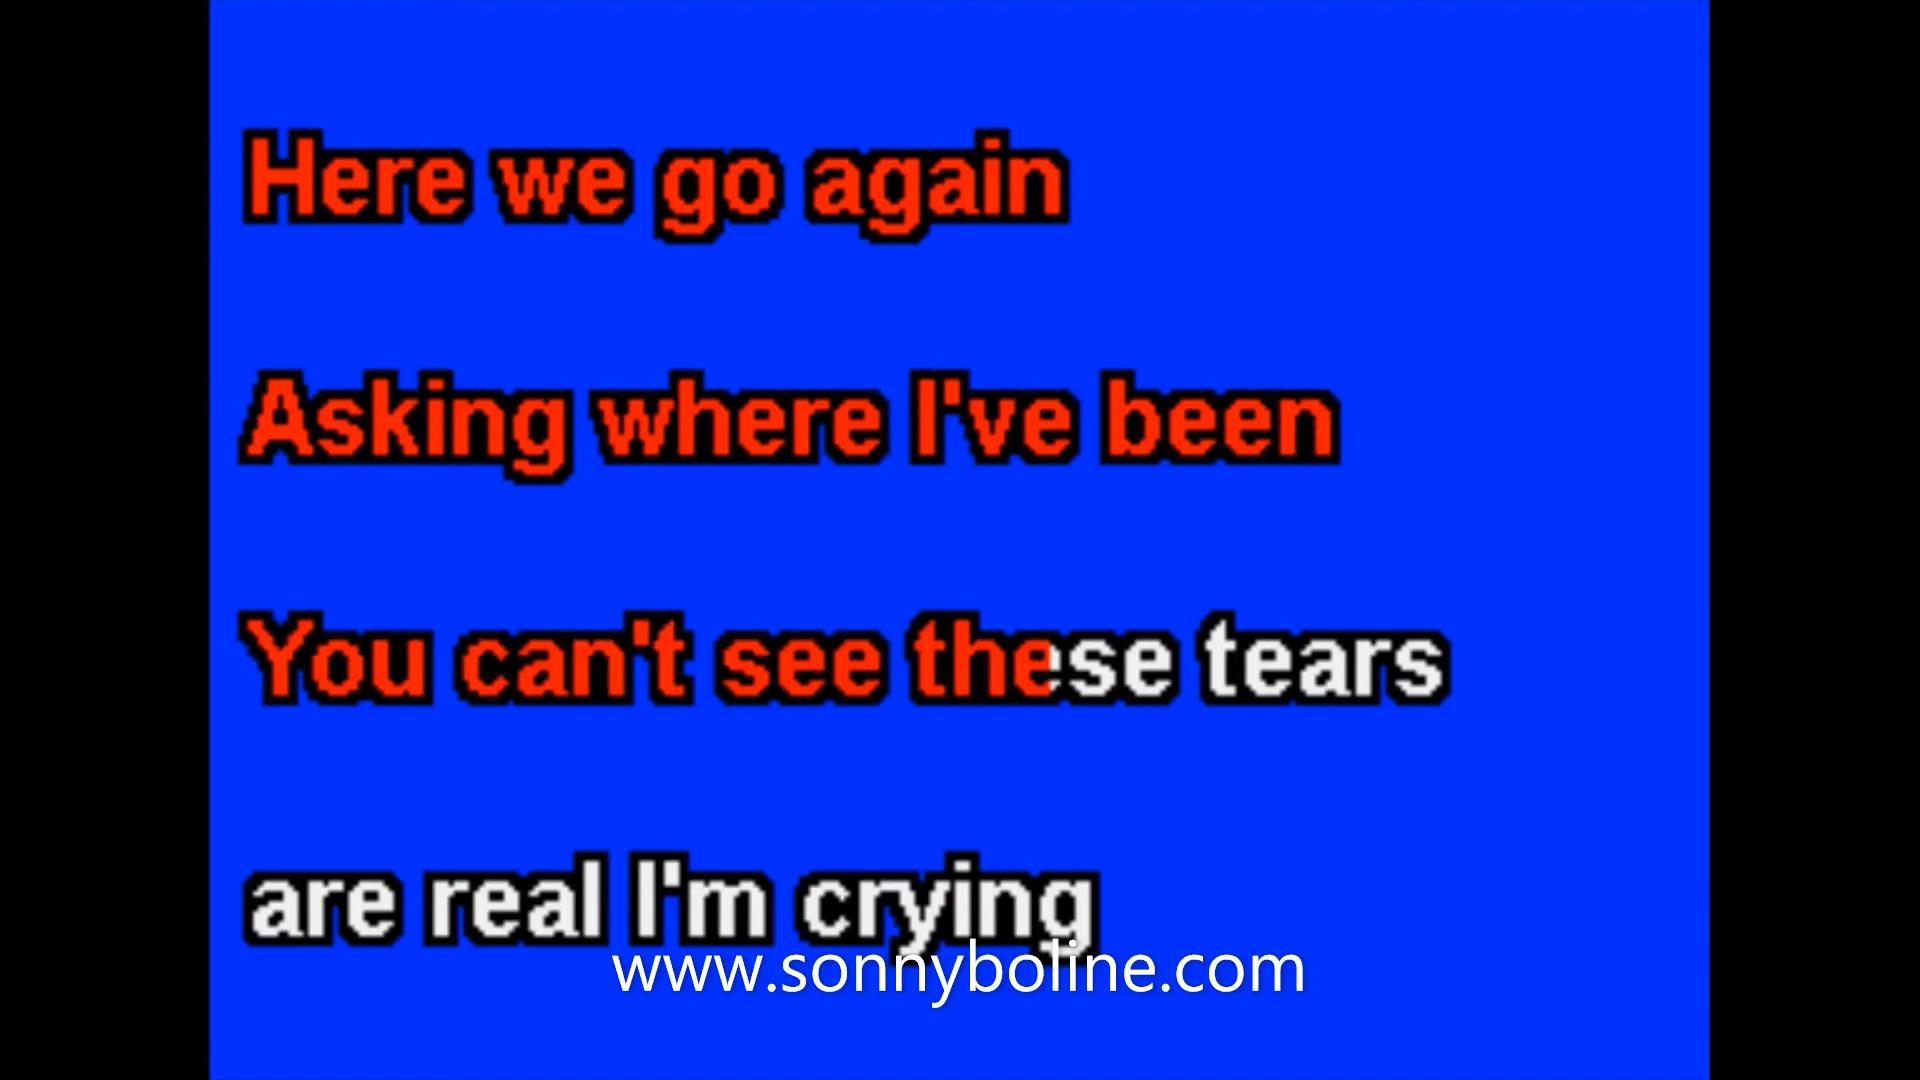 Here we go again
Asking where I've been
You can't see these tears
are real I'm crying
www.sonnyboline.com